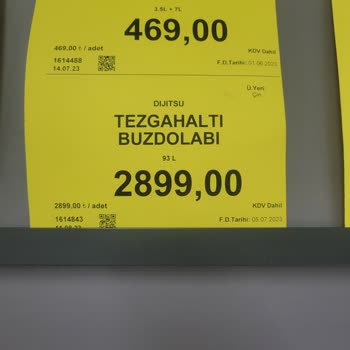 3.5L + 7L
469,00
469,00 ₺ / adet
KDV Dahil
1614488
14.07.23
F.D.Tarihi: 01.06.2023
Ü.Yeri
Çin
DIJITSU
TEZGAHALTI
BUZDOLABI
93 L
2899,00
2899,00 ₺ / adet
KDV Dahil
1614843
F.D.Tarihi: 05.07.2023